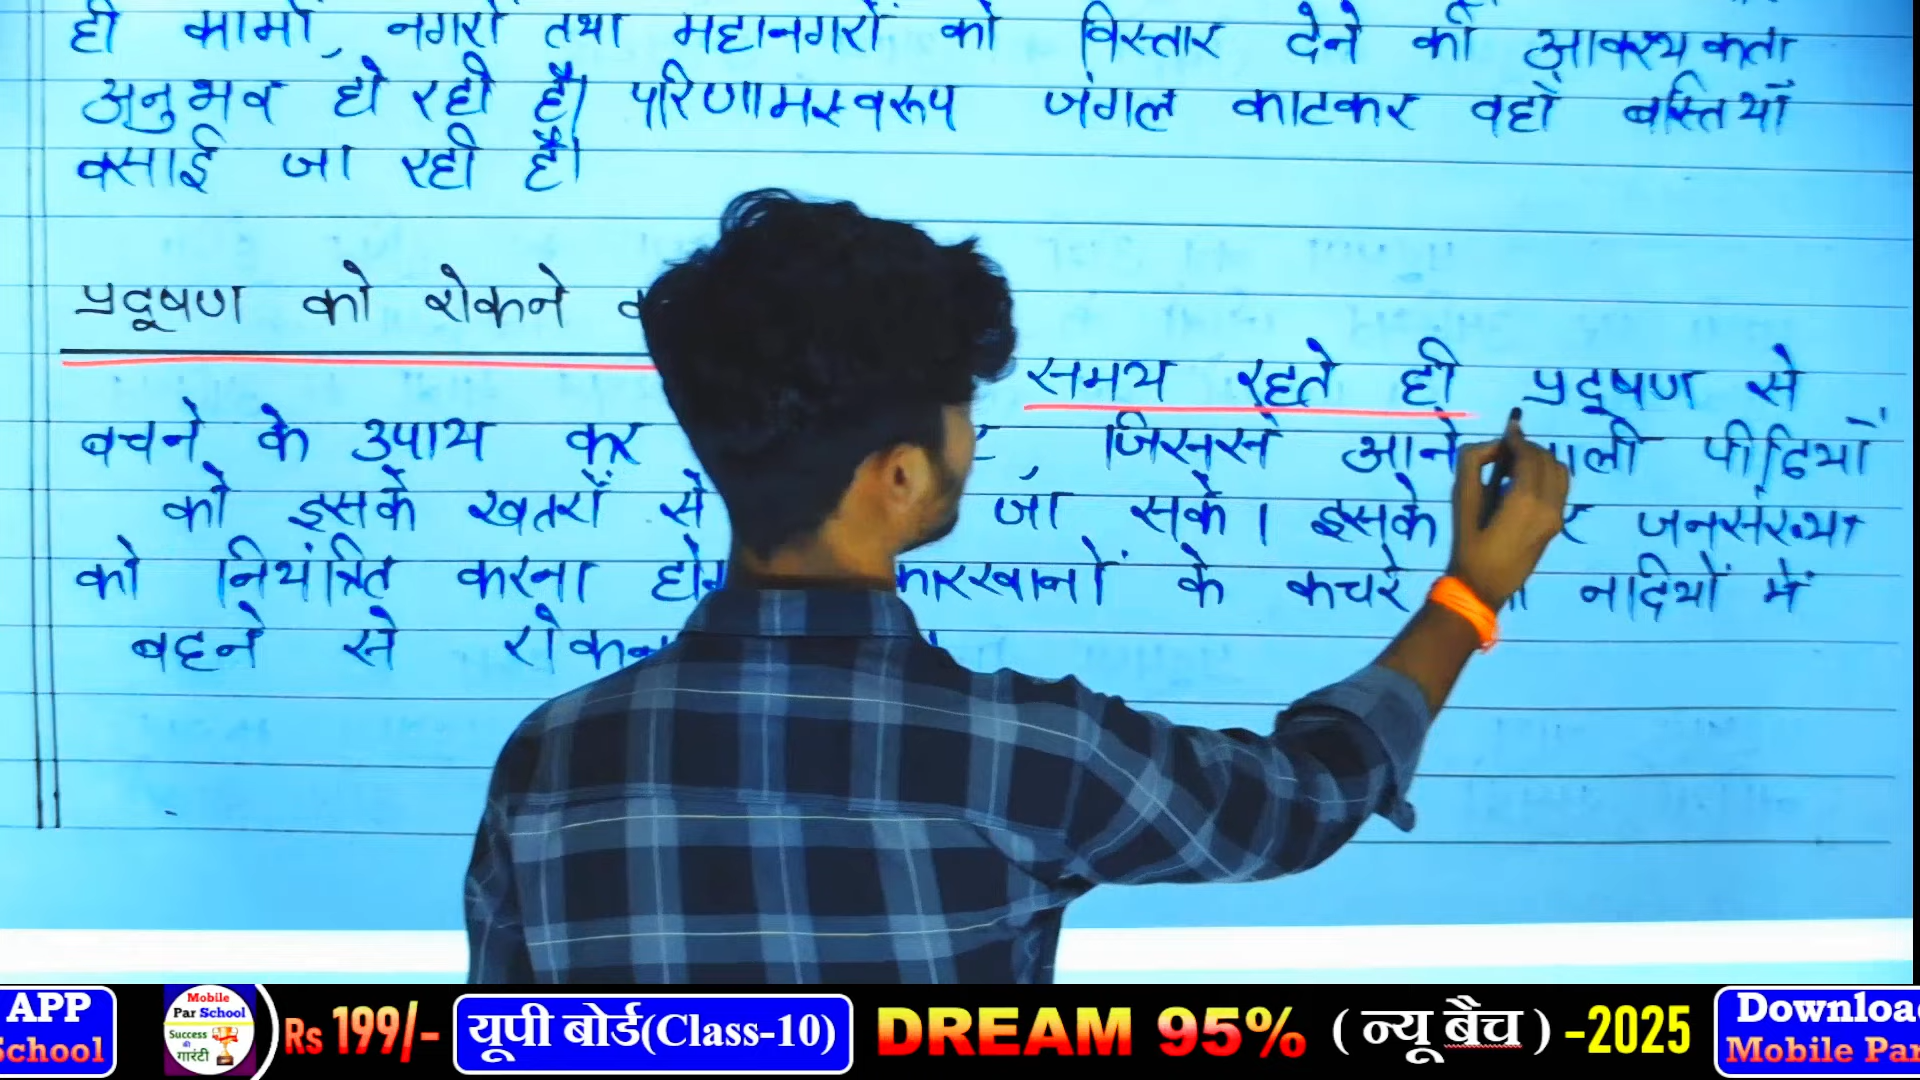 ही ग्रामों, नगरों तथा महानगरों को विस्तार देने की आवश्यकता
अनुभव हो रही है। परिणामस्वरूप जंगल काटकर वहाँ बस्तियाँ
बसाई जा रही हैं।
प्रदूषण को रोकने
समय रहते ही प्रदूषण से
बचने के उपाय कर जिससे आने वाली पीढियों
को इसके खतरों से जा सके। इसके जनसंख्या
को नियंत्रित करना कारखानों के कचरे नदियों में
बहने से
APP
School
Mobile
Par School
Success
की
गारंटी
Rs 199/-
यूपी बोर्ड(Class-10)
DREAM 95% (न्यू बैच) -2025
Mobile Par